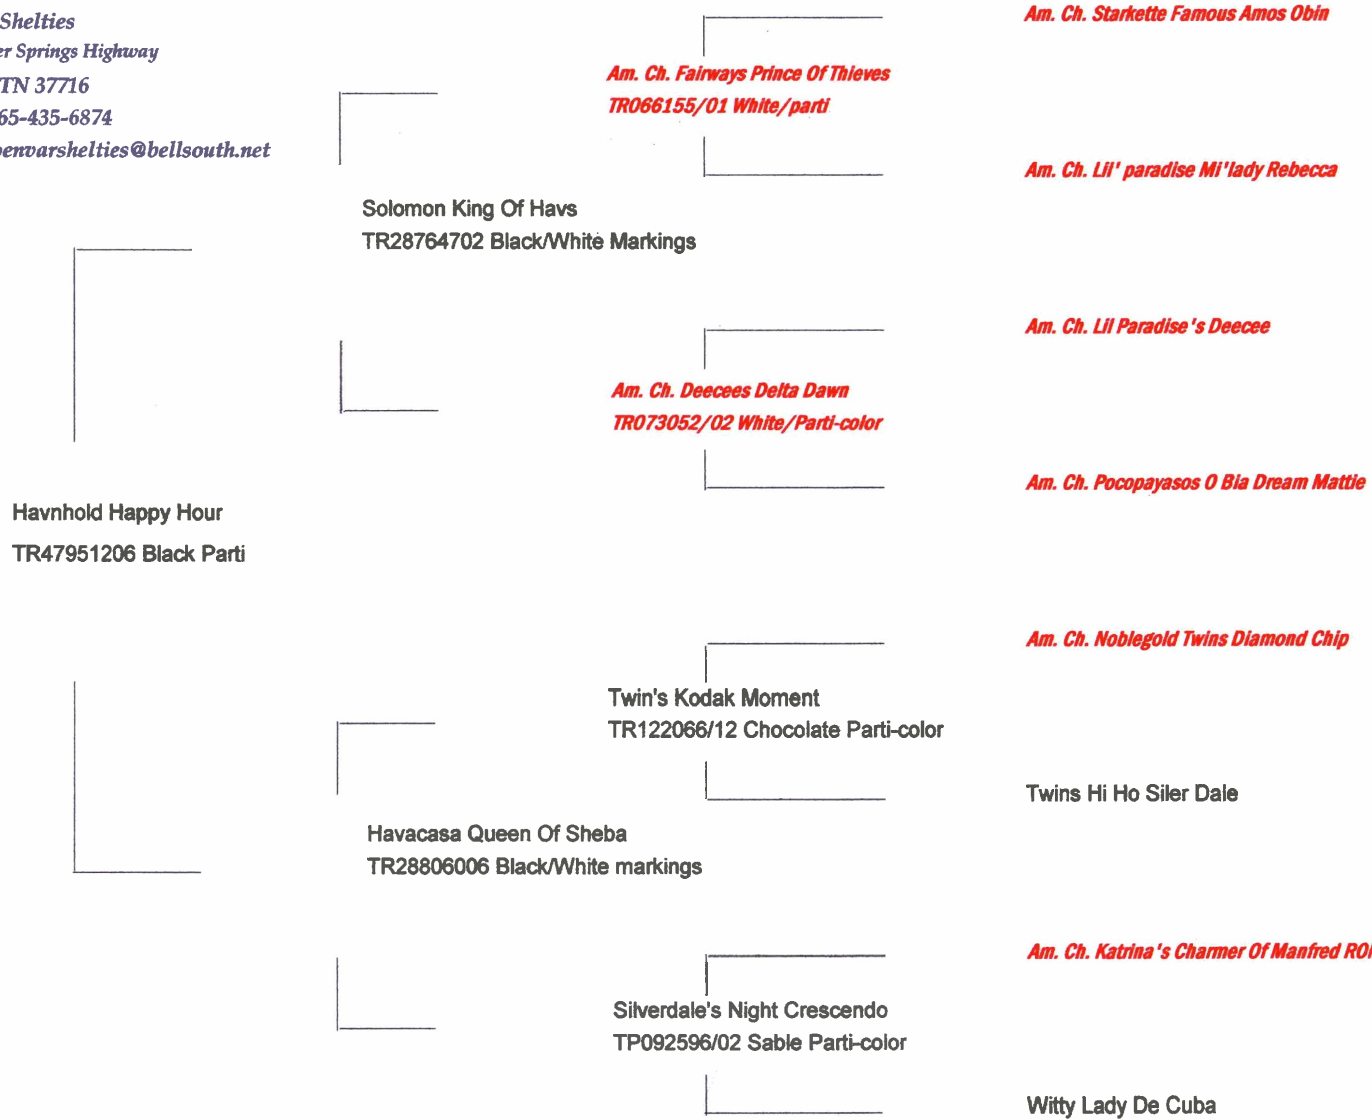 Shelties
Springs Highway
TN 37716
65-435-6874
envarshelties@bellsouth.net
Am. Ch. Starkette Famous Amos Obin
Am. Ch. Fairways Prince Of Thieves
TR066155/01 White/parti
Am. Ch. Lil' paradise Mi'lady Rebecca
Solomon King Of Havs
TR28764702 Black/White Markings
Am. Ch. Lil Paradise's Deecee
Am. Ch. Deecees Delta Dawn
TR073052/02 White/Parti-color
Am. Ch. Pocopayasos O Bia Dream Mattie
Havnhold Happy Hour
TR47951206 Black Parti
Am. Ch. Noblegold Twins Diamond Chip
Twin's Kodak Moment
TR122066/12 Chocolate Parti-color
Twins Hi Ho Siler Dale
Havacasa Queen Of Sheba
TR28806006 Black/White markings
Am. Ch. Katrina's Charmer Of Manfred
Silverdale's Night Crescendo
TP092596/02 Sable Parti-color
Witty Lady De Cuba